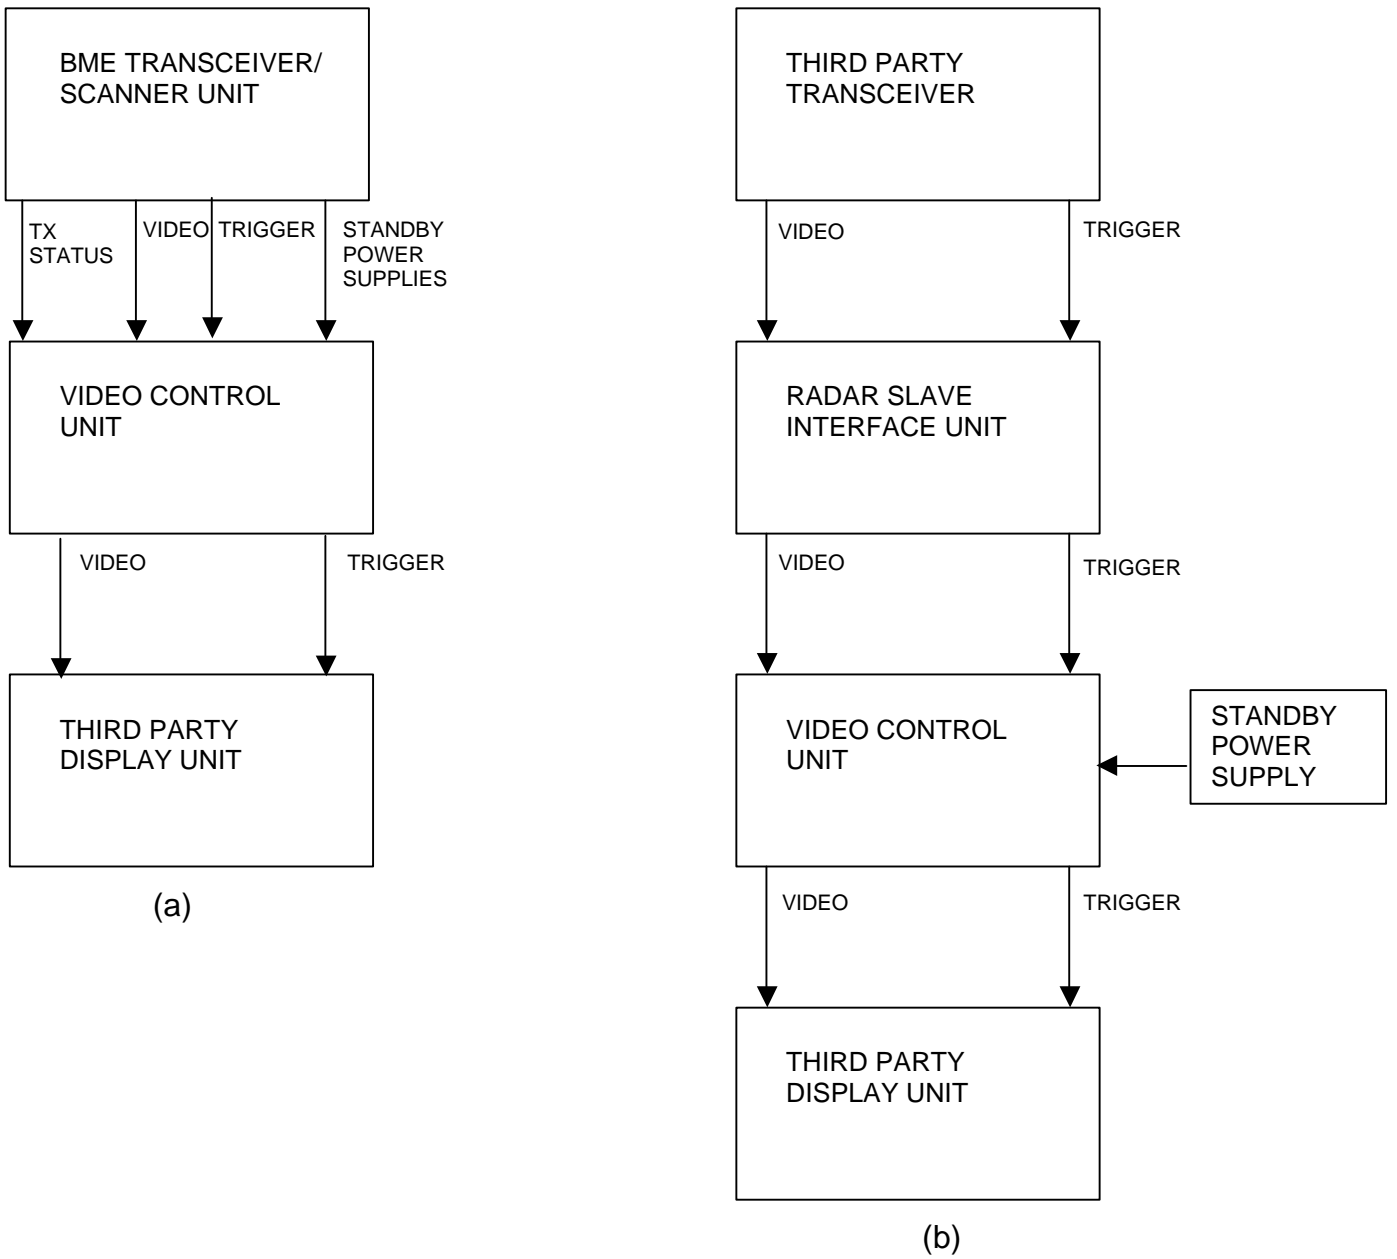 BME TRANSCEIVER/
SCANNER UNIT
TX
STATUS
VIDEO
TRIGGER
STANDBY
POWER
SUPPLIES
VIDEO CONTROL
UNIT
VIDEO
TRIGGER
THIRD PARTY
DISPLAY UNIT
(a)
THIRD PARTY
TRANSCEIVER
VIDEO
TRIGGER
RADAR SLAVE
INTERFACE UNIT
VIDEO
TRIGGER
VIDEO CONTROL
UNIT
STANDBY
POWER
SUPPLY
VIDEO
TRIGGER
THIRD PARTY
DISPLAY UNIT
(b)